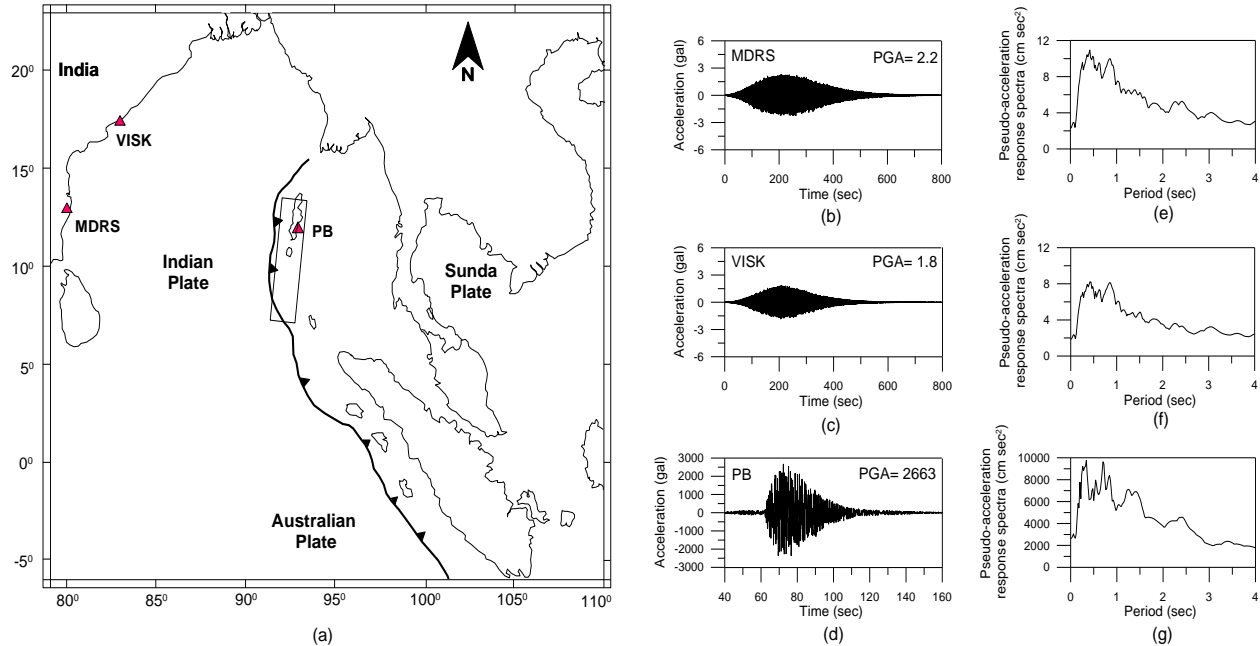 20⁰
15⁰
10⁰
5⁰
0⁰
-5⁰
80⁰
85⁰
90⁰
95⁰
100⁰
105⁰
110⁰
India
VISK
MDRS
PB
N
Indian
Plate
Sunda
Plate
Australian
Plate
(a)
Acceleration (gal)
6
3
0
-3
-6
MDRS
PGA= 2.2
0
200
400
600
800
Time (sec)
(b)
Acceleration (gal)
6
3
0
-3
-6
VISK
PGA= 1.8
0
200
400
600
800
Time (sec)
(c)
Acceleration (gal)
3000
2000
1000
0
-1000
-2000
-3000
PB
PGA= 2663
40
60
80
100
120
140
160
Time (sec)
(d)
Pseudo-acceleration
response spectra (cm sec²)
12
8
4
0
0
1
2
3
4
Period (sec)
(e)
Pseudo-acceleration
response spectra (cm sec²)
12
8
4
0
0
1
2
3
4
Period (sec)
(f)
Pseudo-acceleration
response spectra (cm sec²)
10000
8000
6000
4000
2000
0
0
1
2
3
4
Period (sec)
(g)